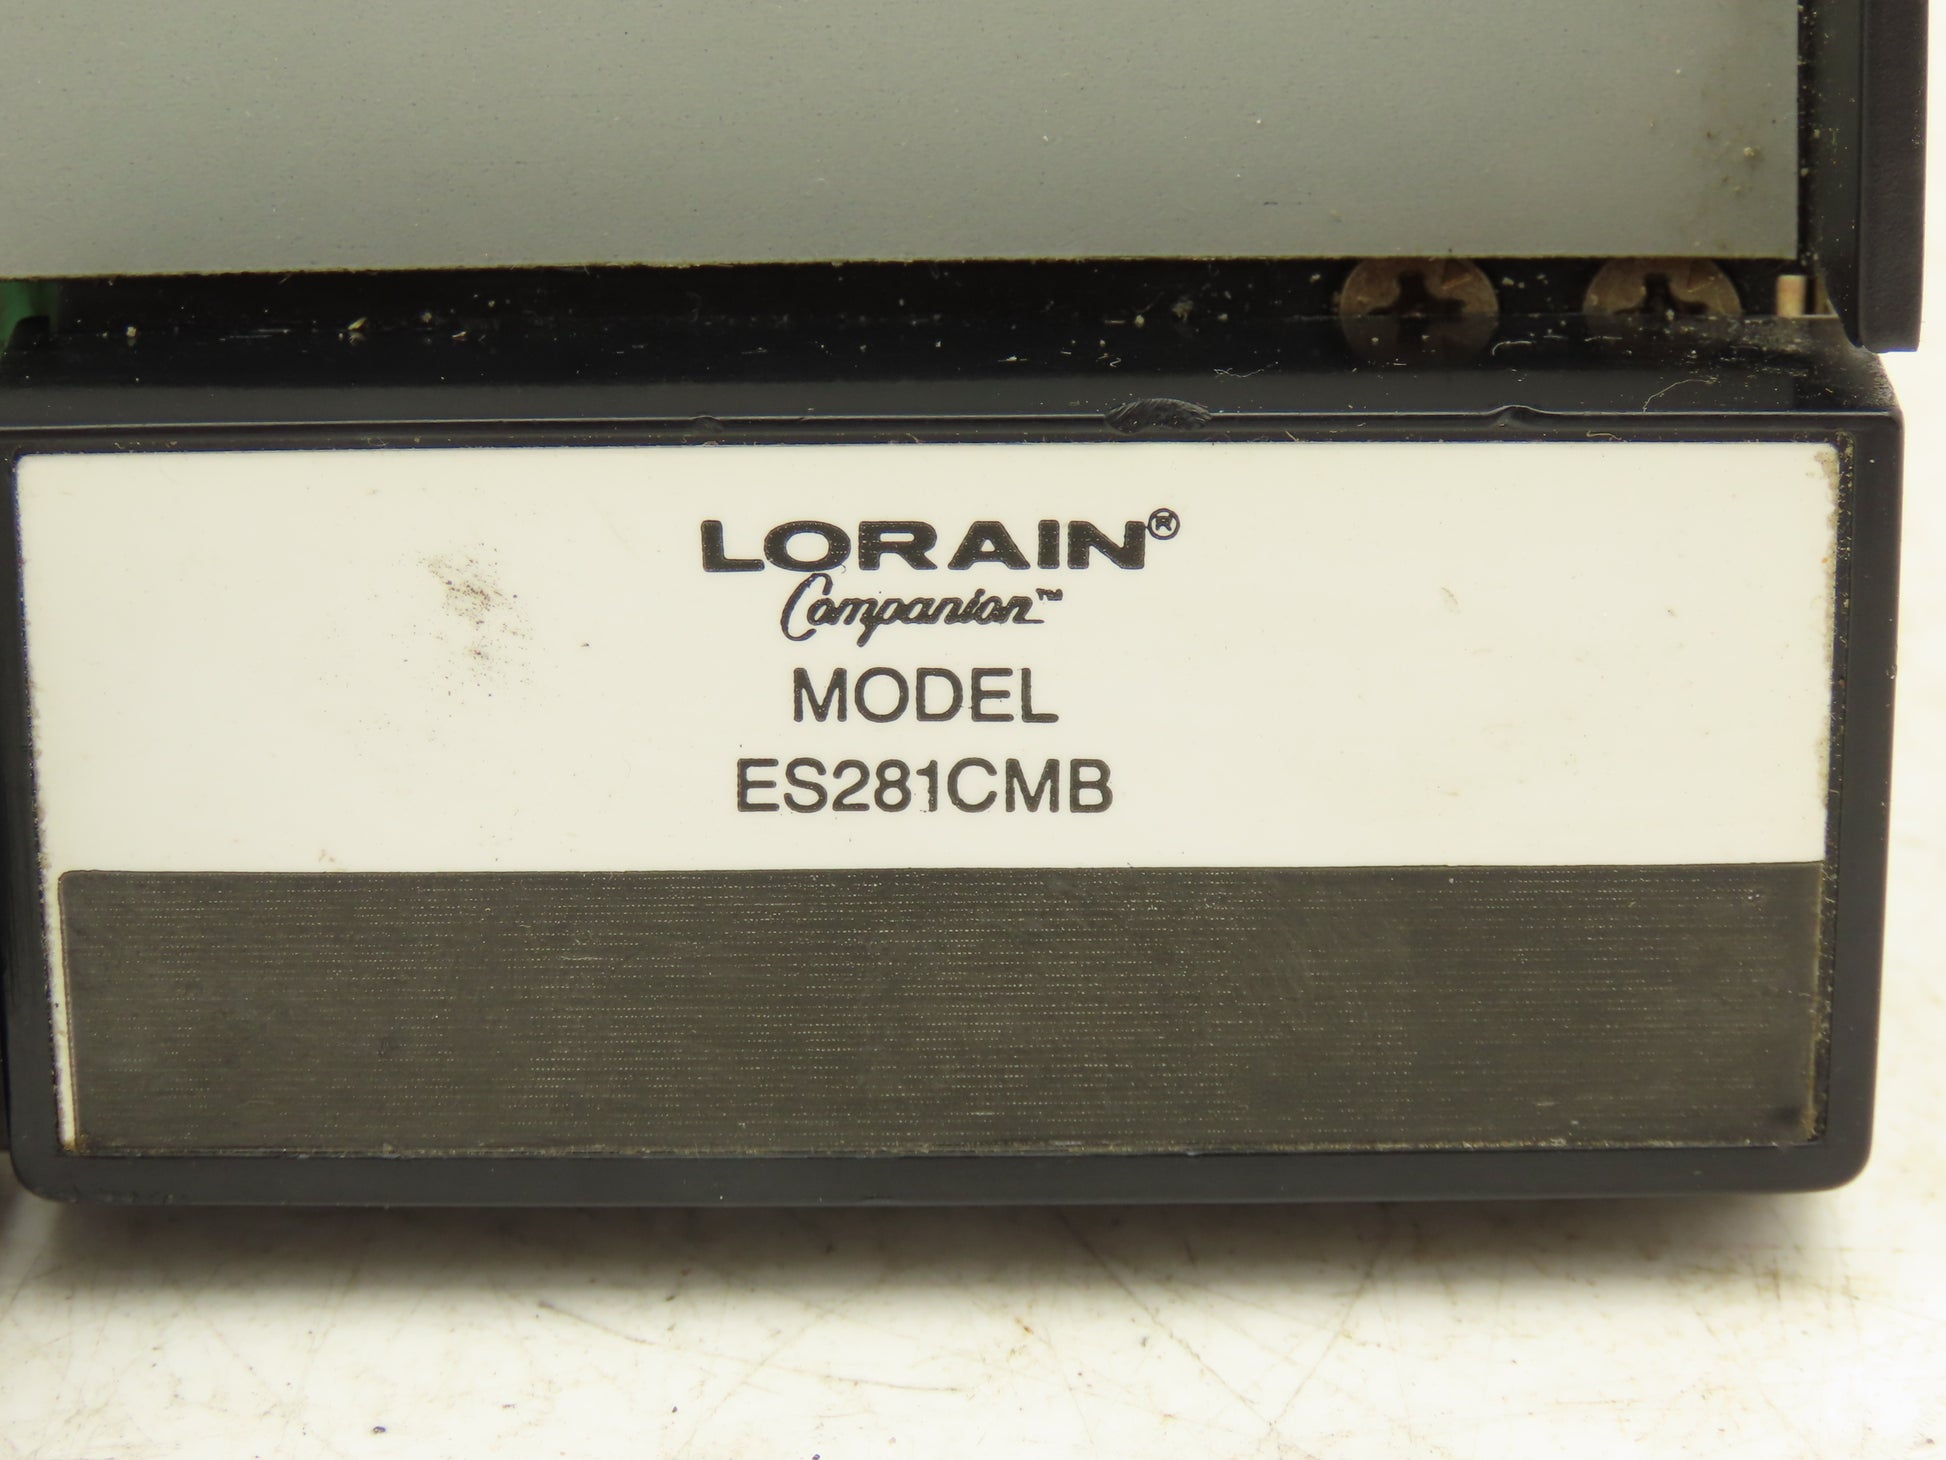 LORAIN®
Companion™
MODEL
ES281CMB